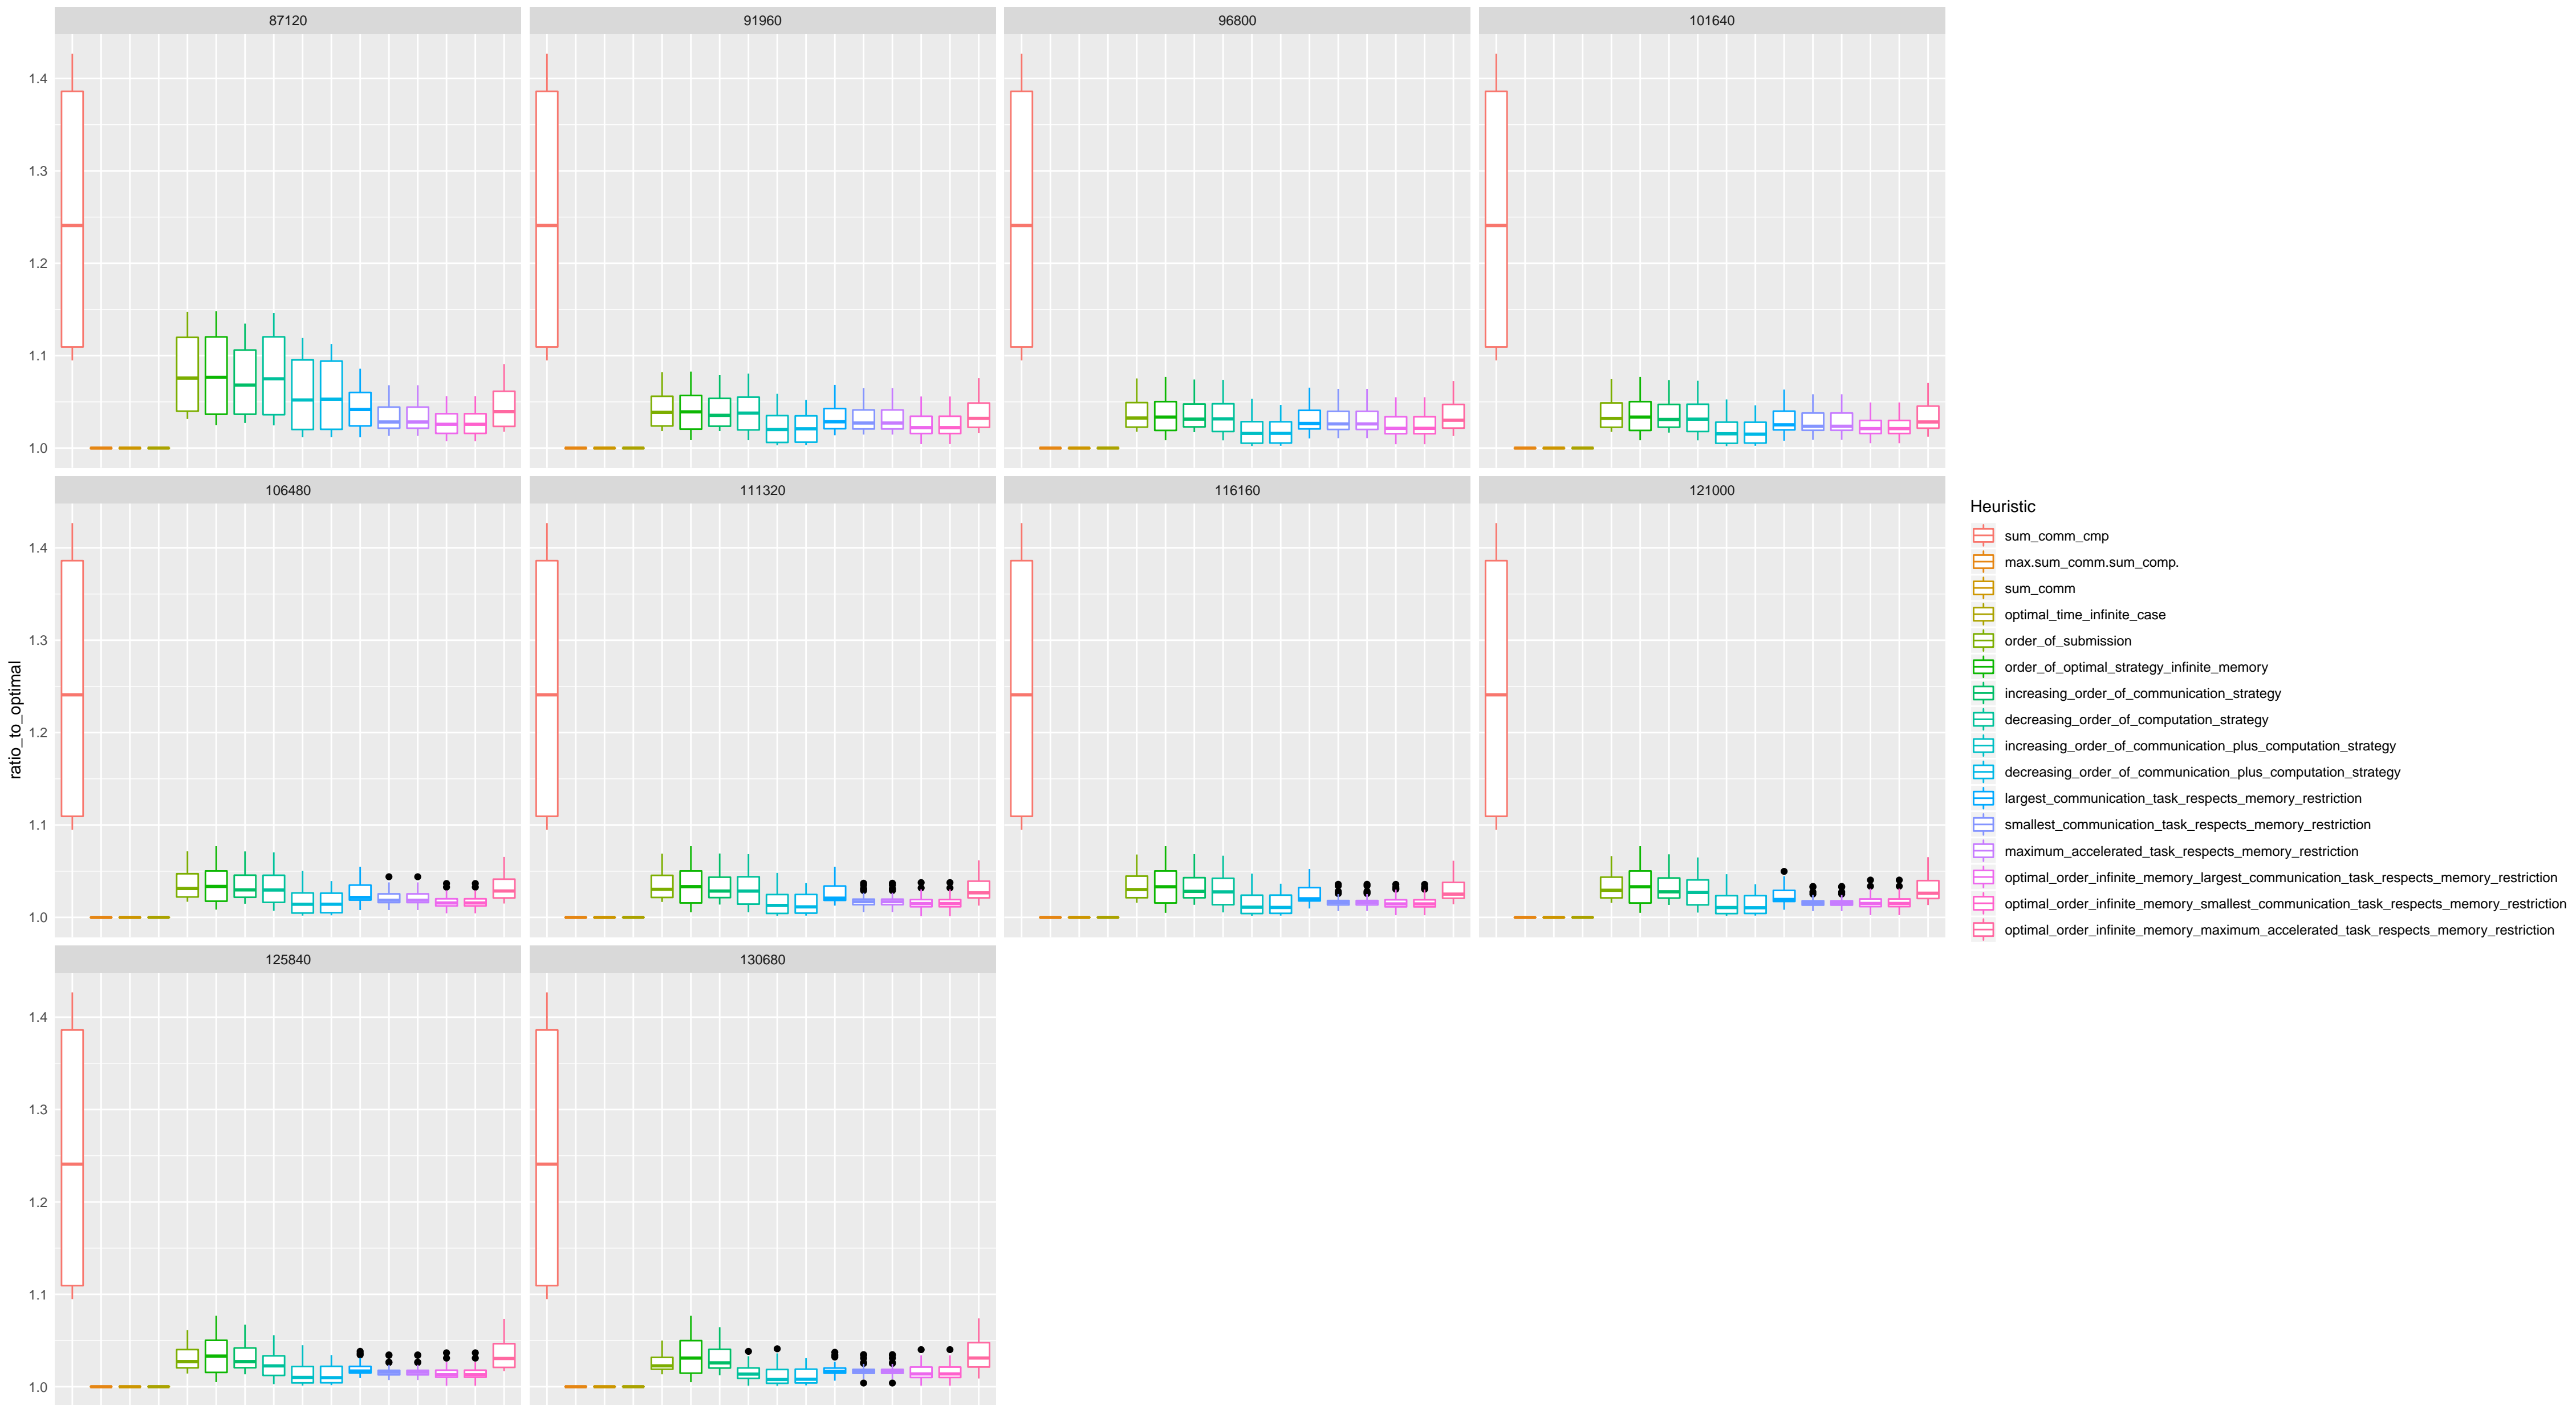 87120
91960
96800
101640
1.4
1.3
1.2
1.1
1.0
106480
111320
116160
121000
1.4
1.3
1.2
1.1
1.0
125840
130680
1.4
1.3
1.2
1.1
1.0
ratio_to_optimal
Heuristic
sum_comm_cmp
max.sum_comm.sum_comp.
sum_comm
optimal_time_infinite_case
order_of_submission
order_of_optimal_strategy_infinite_memory
increasing_order_of_communication_strategy
decreasing_order_of_computation_strategy
increasing_order_of_communication_plus_computation_strategy
decreasing_order_of_communication_plus_computation_strategy
largest_communication_task_respects_memory_restriction
smallest_communication_task_respects_memory_restriction
maximum_accelerated_task_respects_memory_restriction
optimal_order_infinite_memory_largest_communication_task_respects_memory_restriction
optimal_order_infinite_memory_smallest_communication_task_respects_memory_restriction
optimal_order_infinite_memory_maximum_accelerated_task_respects_memory_restriction